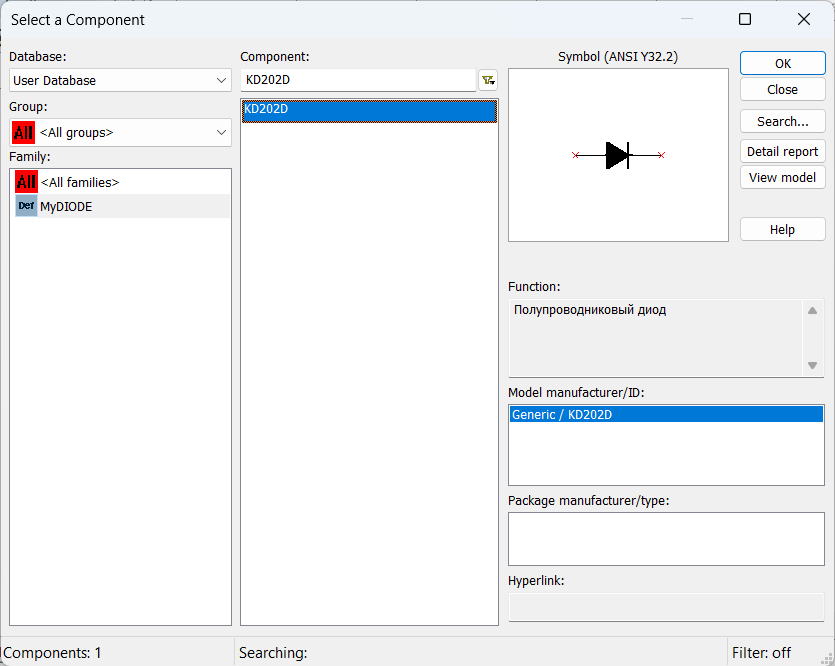 Select a Component
Database:
User Database
Group:
All <All groups>
Family:
All <All families>
Def MyDIODE
Component:
KD202D
KD202D
Symbol (ANSI Y32.2)
OK
Close
Search...
Detail report
View model
Help
Function:
Полупроводниковый диод
Model manufacturer/ID:
Generic / KD202D
Package manufacturer/type:
Hyperlink:
Components: 1
Searching:
Filter: off